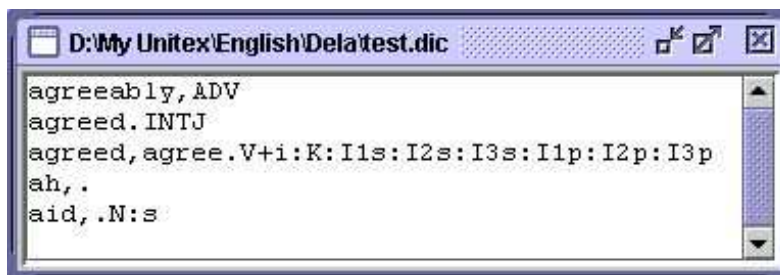 D:\My Unitex\English\Dela\test.dic
agreeably,ADV
agreed.INTJ
agreed,agree.V+i:K:I1s:I2s:I3s:I1p:I2p:I3p
ah,.
aid,.N:s